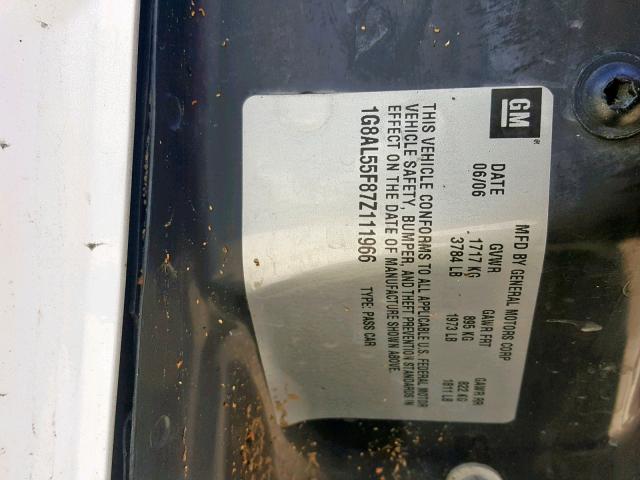 GM
MFD BY GENERAL MOTORS CORP
DATE GVWR GAWR FRT GAWR RR
06/06 1717 KG 895 KG 822 KG
3784 LB 1973 LB 1811 LB
THIS VEHICLE CONFORMS TO ALL APPLICABLE U.S. FEDERAL MOTOR
VEHICLE SAFETY, BUMPER, AND THEFT PREVENTION STANDARDS IN
EFFECT ON THE DATE OF MANUFACTURE SHOWN ABOVE.
1G8AL55F87Z111966 TYPE: PASS CAR